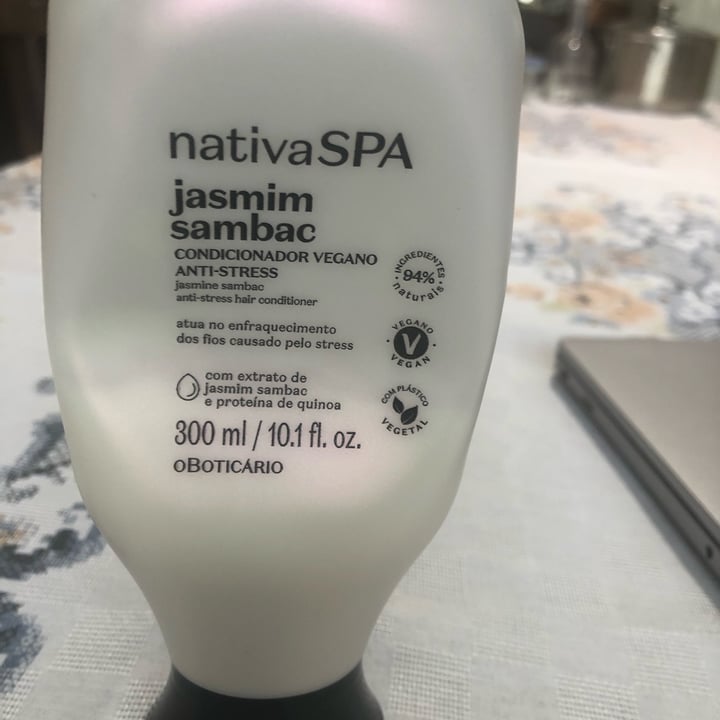 nativaSPA
jasmim
sambac
CONDICIONADOR VEGANO
ANTI-STRESS
jasmine sambac
anti-stress hair conditioner
INGREDIENTES
94%
naturais
atua no enfraquecimento
dos fios causado pelo stress
VEGANO
V
VEGAN
com extrato de
jasmim sambac
e proteína de quinoa
COM PLÁSTICO
VEGETAL
300 ml / 10.1 fl. oz.
oBOTICÁRIO